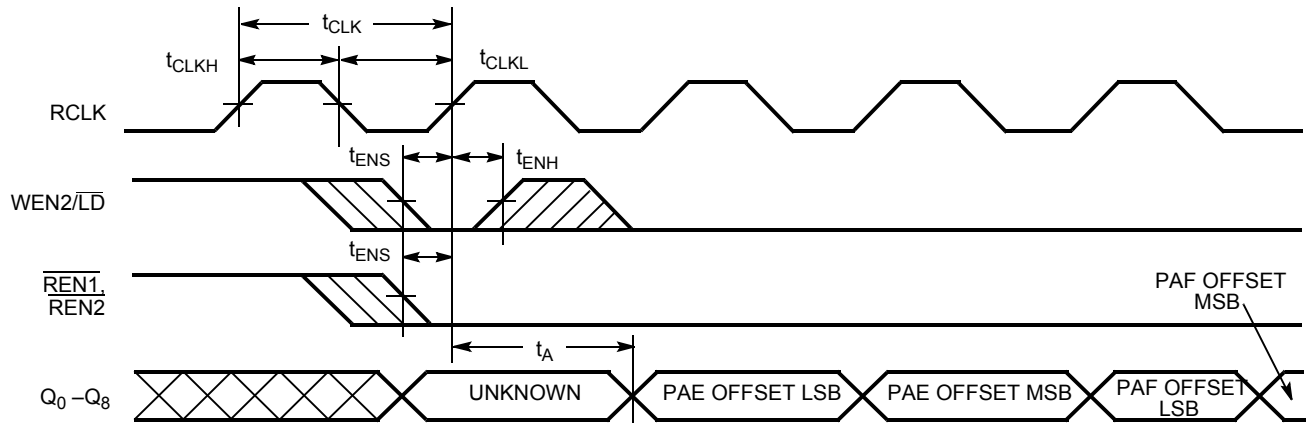 tCLK
tCLKH
tCLKL
RCLK
tENS
tENH
WEN2/LD
tENS
REN1,
REN2
PAF OFFSET
MSB
tA
Q0 –Q8
UNKNOWN
PAE OFFSET LSB
PAE OFFSET MSB
PAF OFFSET
LSB